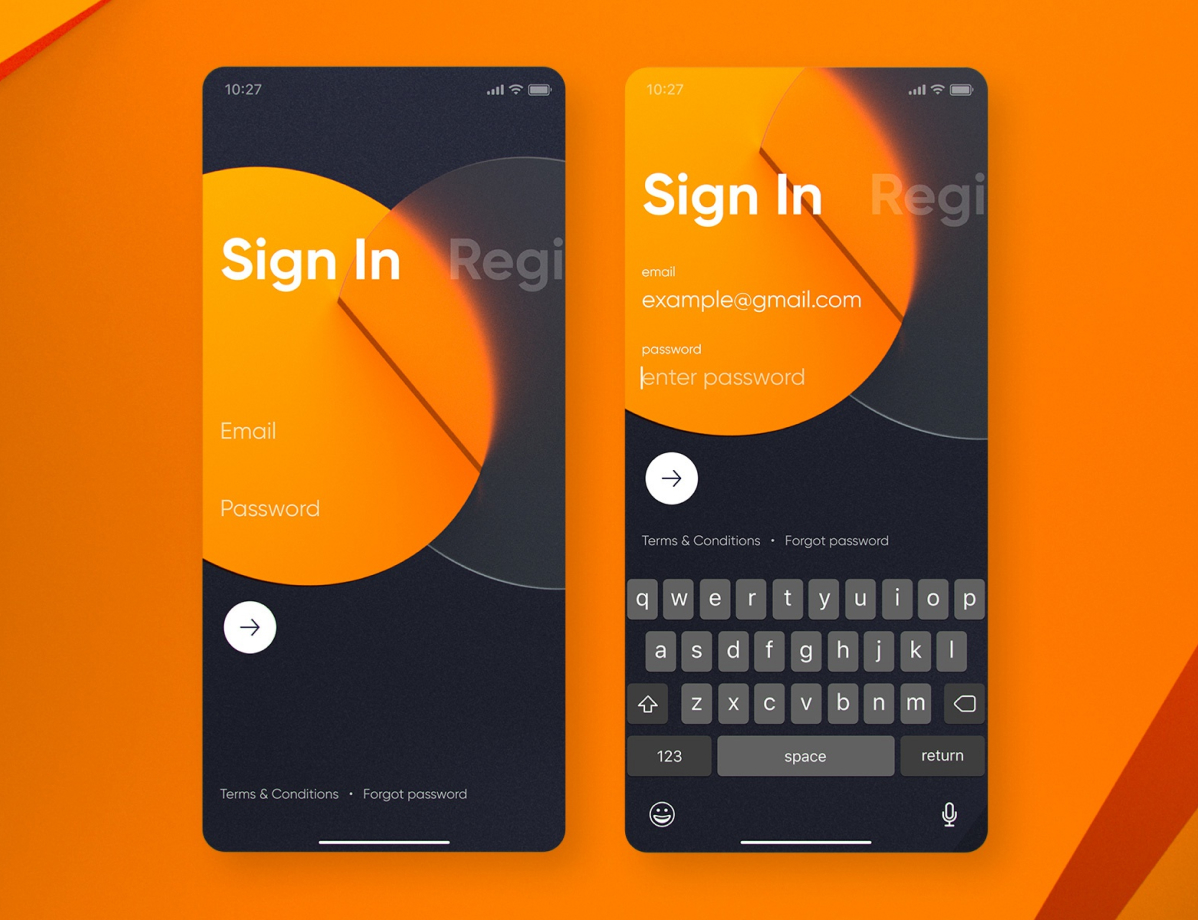 10:27
Sign In
Regi
Email
Password
Terms & Conditions • Forgot password
10:27
Sign In
Regi
email
example@gmail.com
password
enter password
Terms & Conditions • Forgot password
q w e r t y u i o p
a s d f g h j k l
z x c v b n m
123 space return